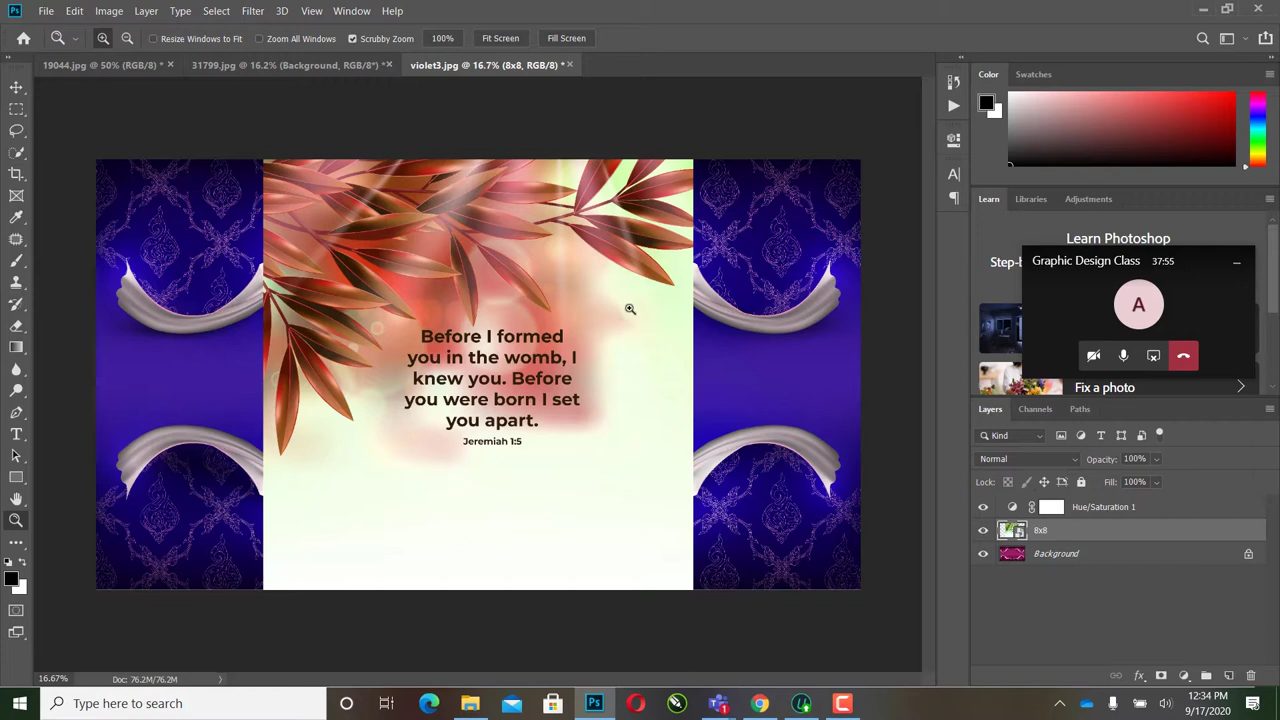 Ps File Edit Image Layer Type Select Filter 3D View Window Help
Resize Windows to Fit Zoom All Windows Scrubby Zoom 100% Fit Screen Fill Screen
19044.jpg @ 50% (RGB/8) * × 31799.jpg @ 16.2% (Background, RGB/8*) * × violet3.jpg @ 16.7% (8x8, RGB/8) * ×
Color Swatches
Learn Libraries Adjustments
Learn Photoshop
Step-b
Graphic Design Class 37:55
A
Fix a photo
Before I formed
you in the womb, I
knew you. Before
you were born I set
you apart.
Jeremiah 1:5
Layers Channels Paths
Kind
Normal Opacity: 100%
Lock: Fill: 100%
Hue/Saturation 1
8x8
Background
16.67% Doc: 76.2M/76.2M
Type here to search
Ps
12:34 PM
9/17/2020